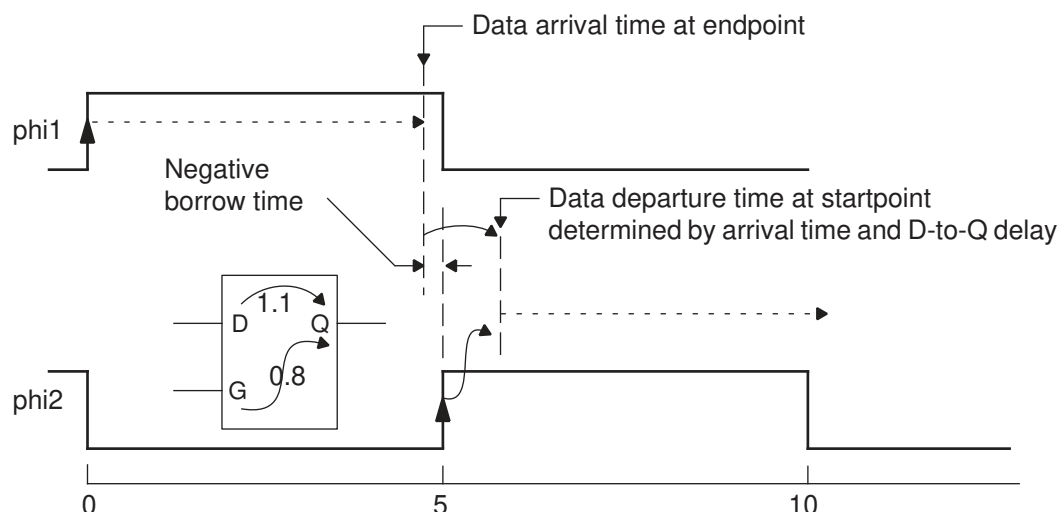 Data arrival time at endpoint
phi1
Negative
borrow time
Data departure time at startpoint
determined by arrival time and D-to-Q delay
1.1
D
Q
0.8
G
phi2
0
5
10